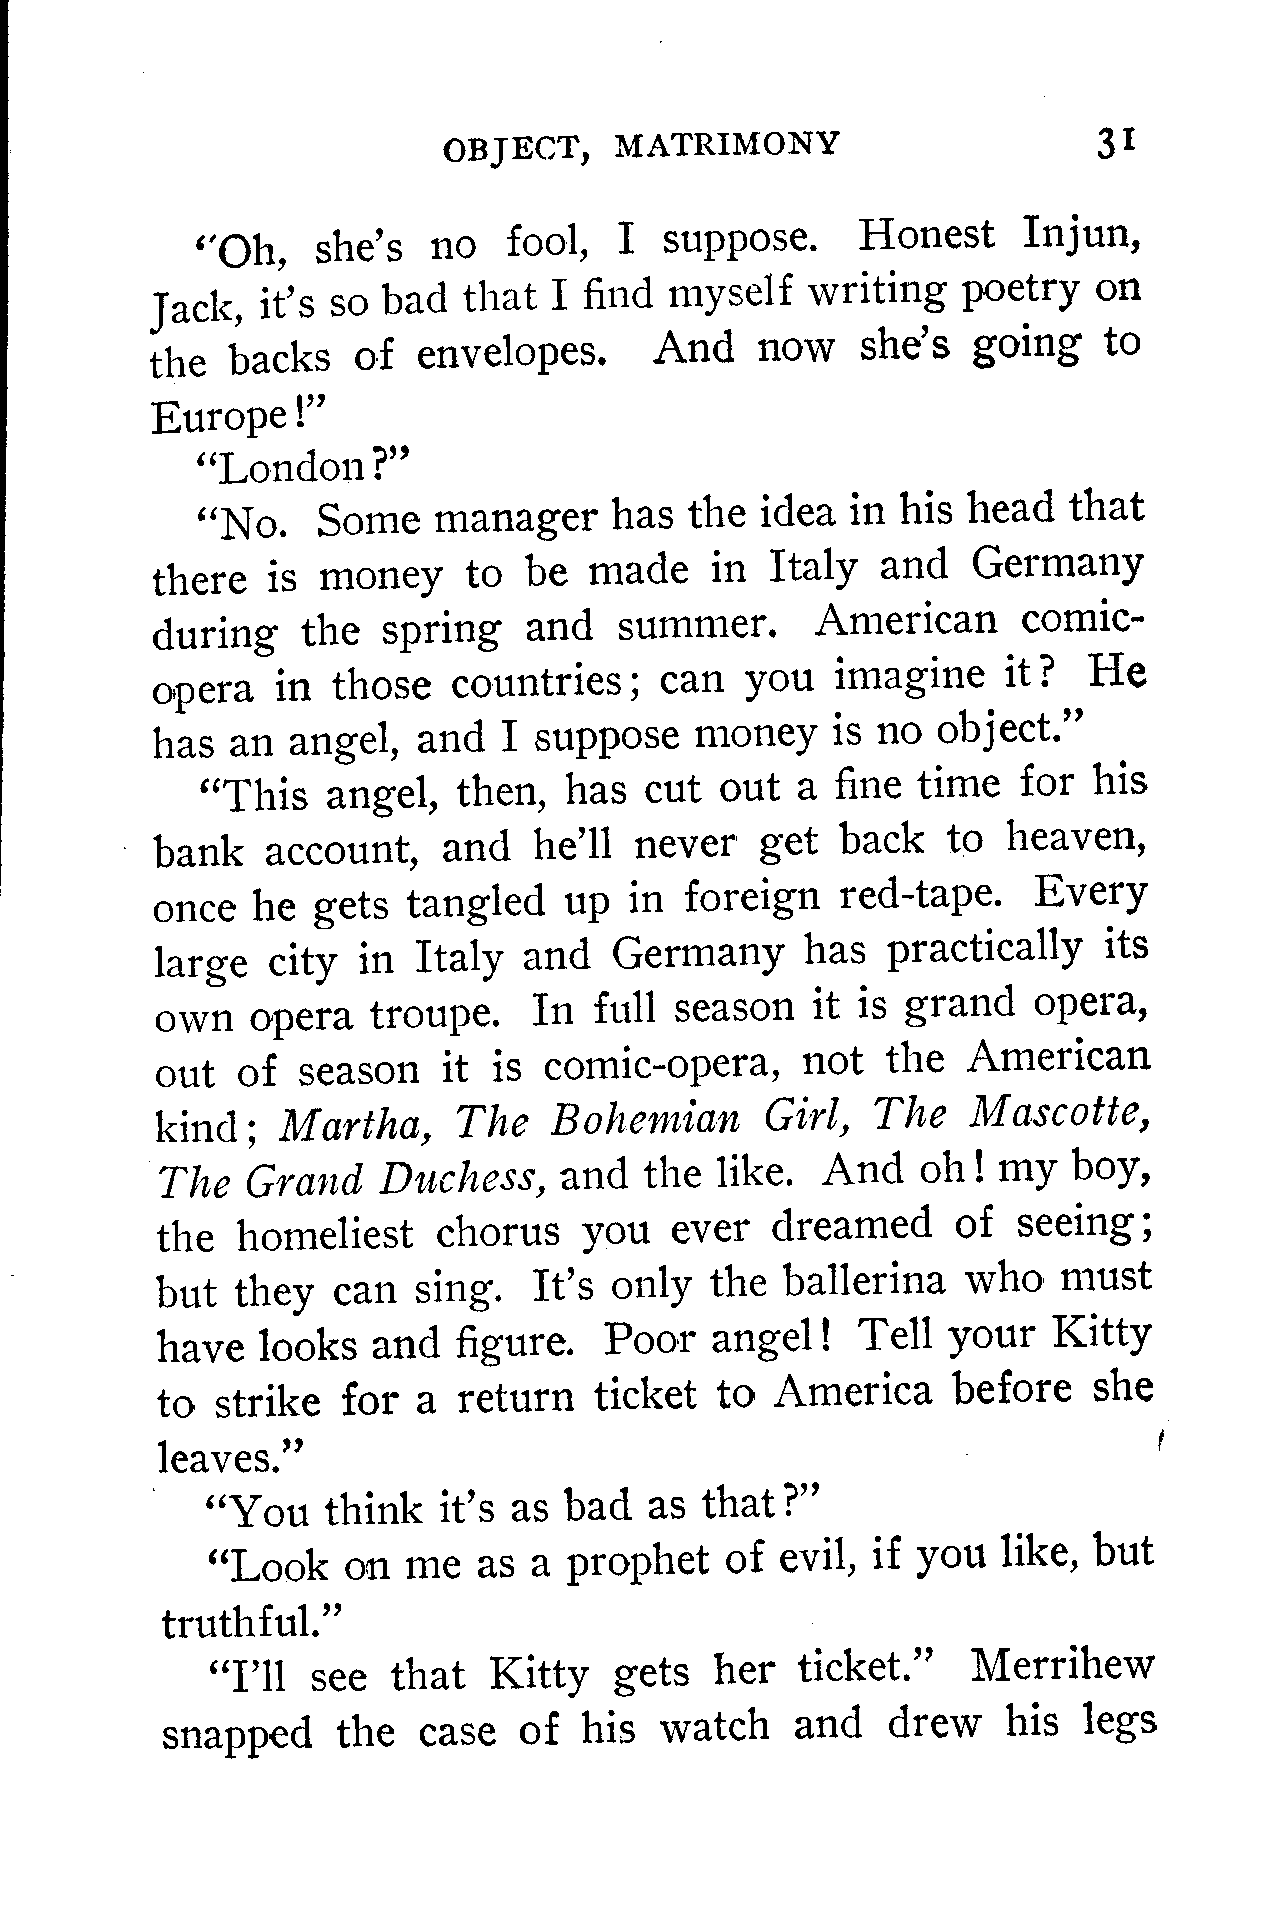 OBJECT, MATRIMONY 31
“Oh, she’s no fool, I suppose. Honest Injun,
Jack, it’s so bad that I find myself writing poetry on
the backs of envelopes. And now she’s going to
Europe!”
“London?”
“No. Some manager has the idea in his head that
there is money to be made in Italy and Germany
during the spring and summer. American comic-
opera in those countries; can you imagine it? He
has an angel, and I suppose money is no object.”
“This angel, then, has cut out a fine time for his
bank account, and he’ll never get back to heaven,
once he gets tangled up in foreign red-tape. Every
large city in Italy and Germany has practically its
own opera troupe. In full season it is grand opera,
out of season it is comic-opera, not the American
kind; Martha, The Bohemian Girl, The Mascotte,
The Grand Duchess, and the like. And oh! my boy,
the homeliest chorus you ever dreamed of seeing;
but they can sing. It’s only the ballerina who must
have looks and figure. Poor angel! Tell your Kitty
to strike for a return ticket to America before she
leaves.”
“You think it’s as bad as that?”
“Look on me as a prophet of evil, if you like, but
truthful.”
“I’ll see that Kitty gets her ticket.” Merrihew
snapped the case of his watch and drew his legs